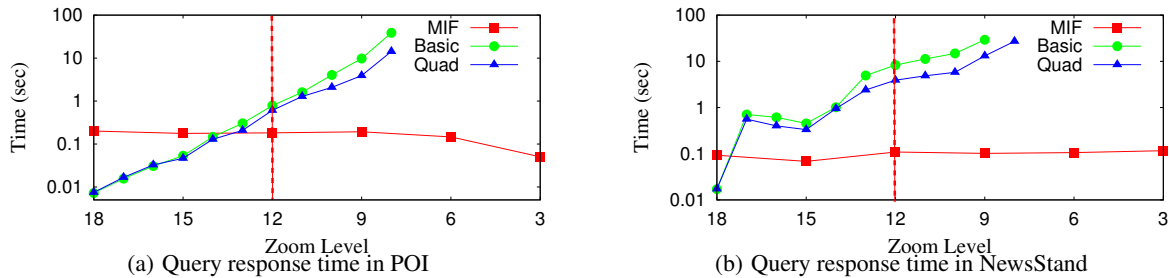 100
10
1
0.1
0.01
Time (sec)
MIF
Basic
Quad
18 15 12 9 6 3
Zoom Level
(a) Query response time in POI
100
10
1
0.1
0.01
Time (sec)
MIF
Basic
Quad
18 15 12 9 6 3
Zoom Level
(b) Query response time in NewsStand